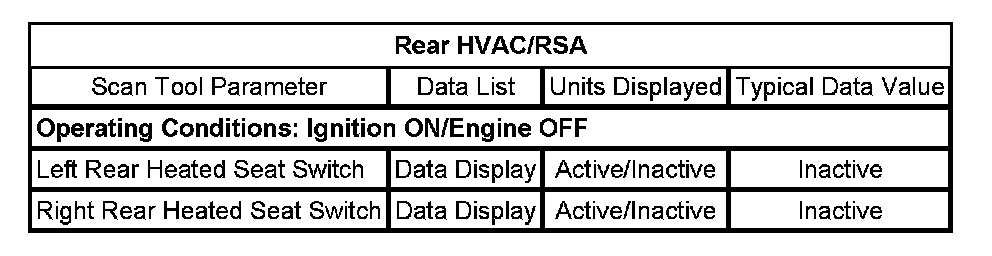 Rear HVAC/RSA
Scan Tool Parameter Data List Units Displayed Typical Data Value
Operating Conditions: Ignition ON/Engine OFF
Left Rear Heated Seat Switch Data Display Active/Inactive Inactive
Right Rear Heated Seat Switch Data Display Active/Inactive Inactive